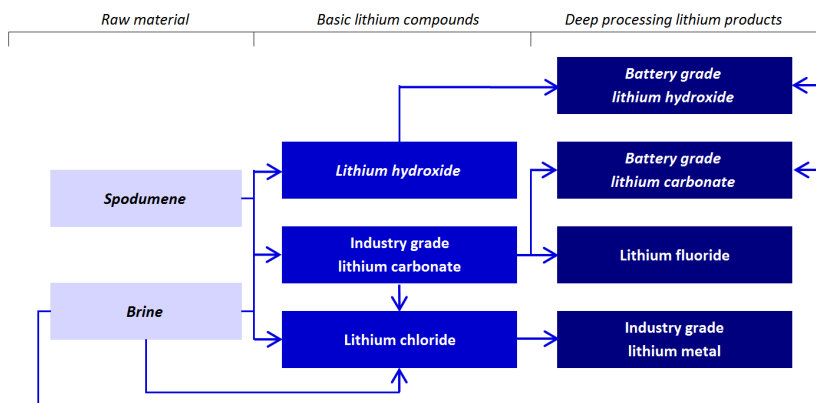 Raw material
Basic lithium compounds
Deep processing lithium products
Battery grade
lithium hydroxide
Lithium hydroxide
Battery grade
lithium carbonate
Spodumene
Industry grade
lithium carbonate
Lithium fluoride
Brine
Lithium chloride
Industry grade
lithium metal